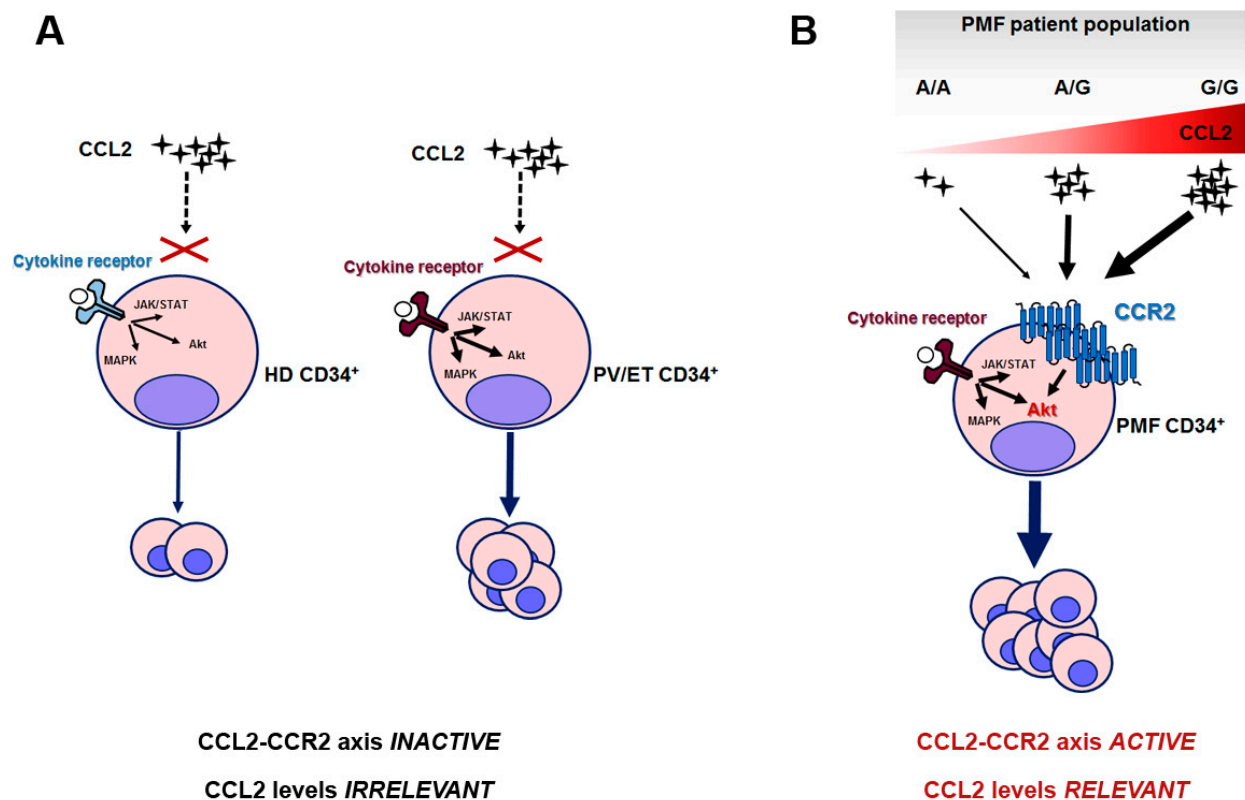 A
CCL2
Cytokine receptor
JAK/STAT
Akt
MAPK
HD CD34+
CCL2
Cytokine receptor
JAK/STAT
Akt
MAPK
PV/ET CD34+
CCL2-CCR2 axis INACTIVE
CCL2 levels IRRELEVANT
B
PMF patient population
A/A A/G G/G
CCL2
CCR2
Cytokine receptor
JAK/STAT
Akt
MAPK
PMF CD34+
CCL2-CCR2 axis ACTIVE
CCL2 levels RELEVANT